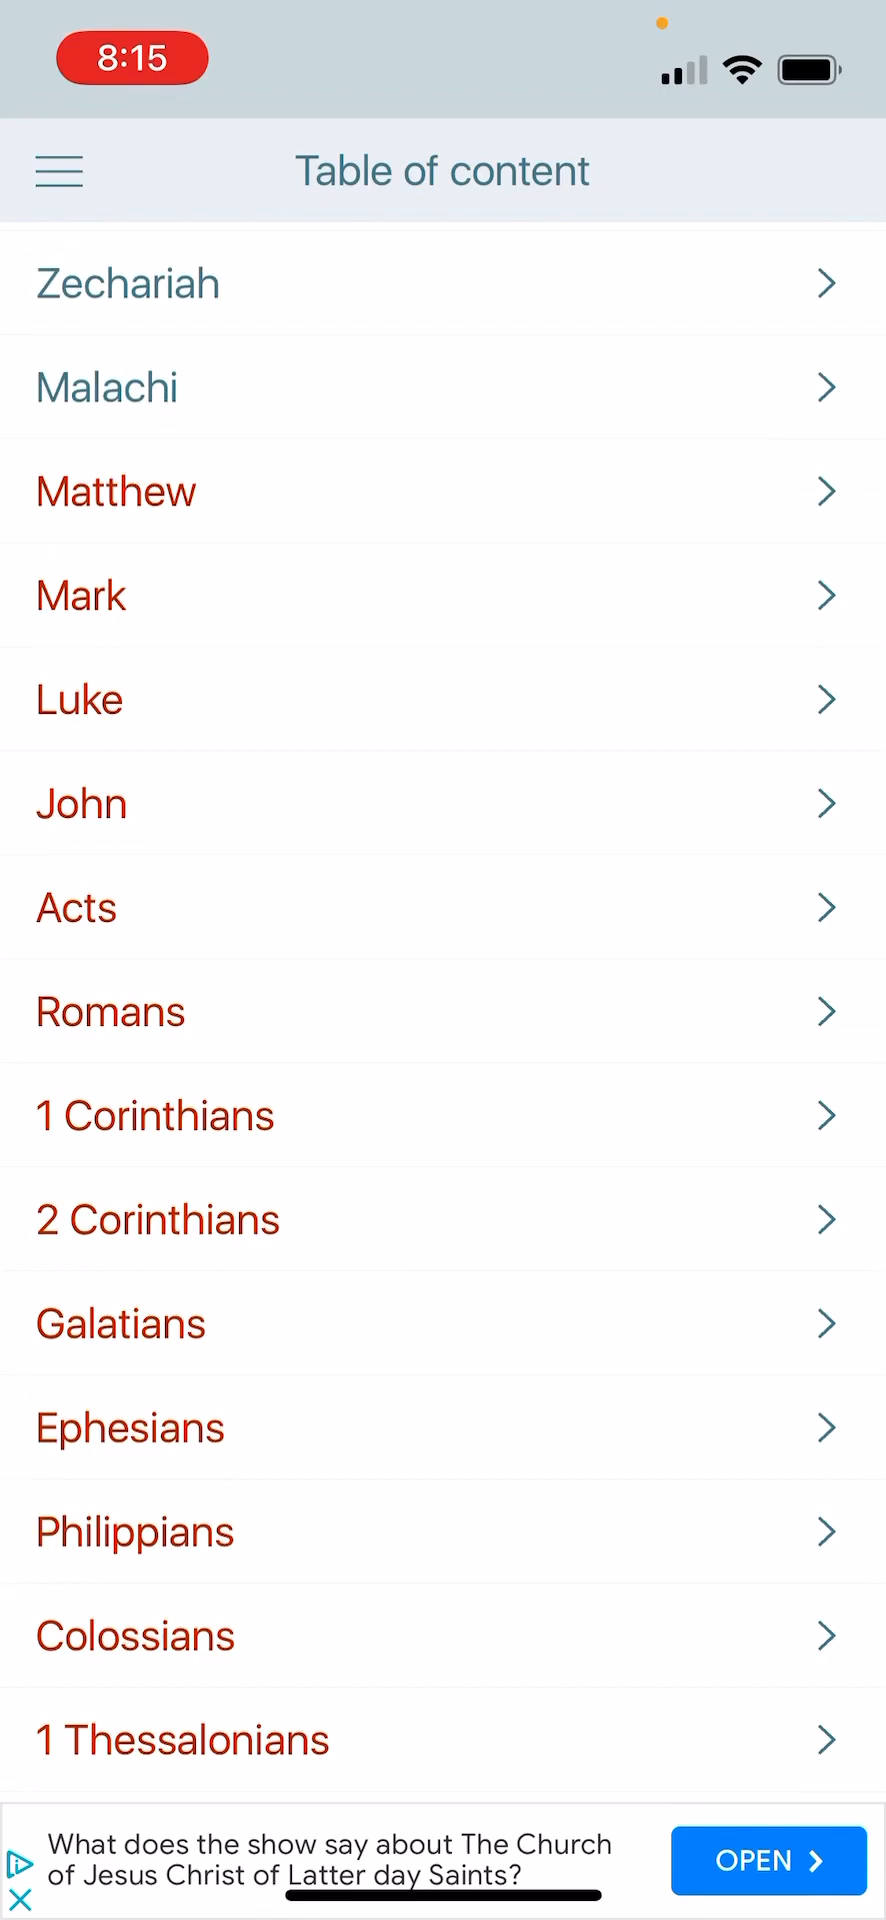 8:15
Table of content
Zechariah
Malachi
Matthew
Mark
Luke
John
Acts
Romans
1 Corinthians
2 Corinthians
Galatians
Ephesians
Philippians
Colossians
1 Thessalonians
What does the show say about The Church
of Jesus Christ of Latter day Saints?
OPEN